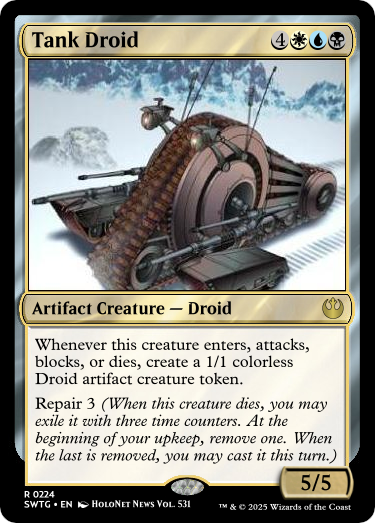 Tank Droid 4
Artifact Creature — Droid
Whenever this creature enters, attacks,
blocks, or dies, create a 1/1 colorless
Droid artifact creature token.
Repair 3 (When this creature dies, you may
exile it with three time counters. At the
beginning of your upkeep, remove one. When
the last is removed, you may cast it this turn.)
5/5
R 0224
SWTG • EN HoloNet News Vol. 531
™ & © 2025 Wizards of the Coast